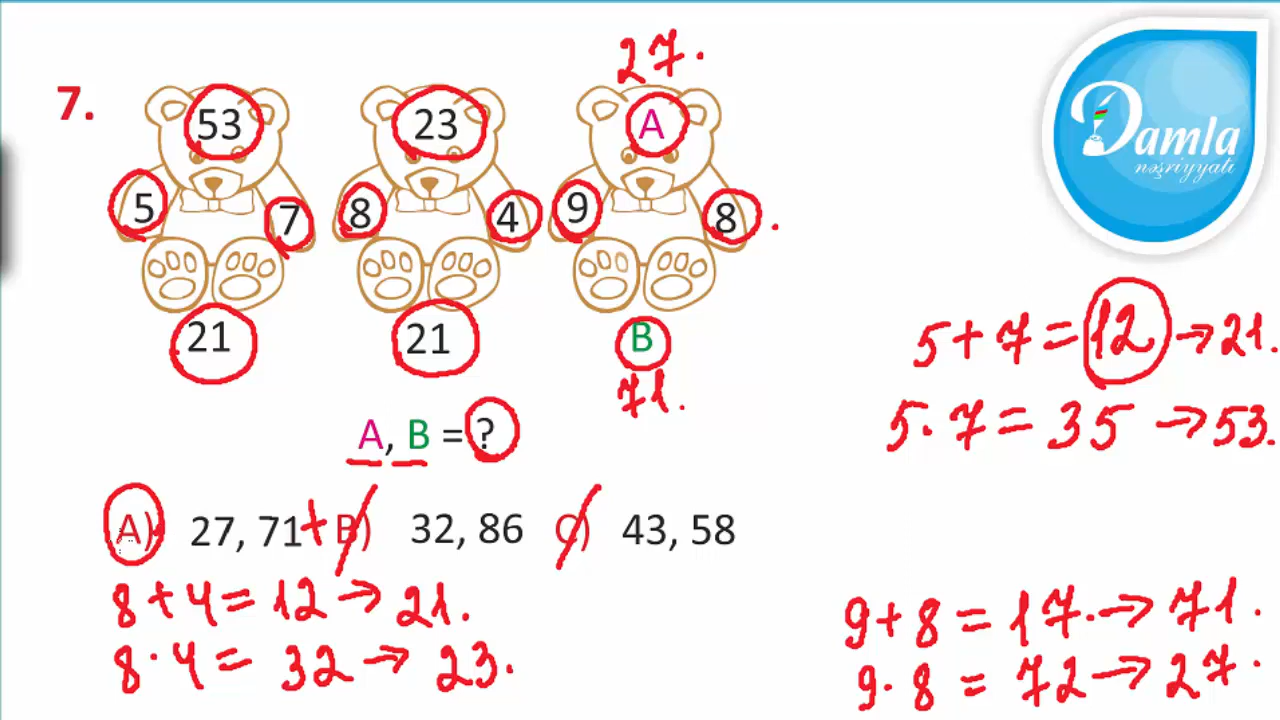 27.
7. 53 23 A
5 7 8 4 9 8.
21 21 B
71.
A, B = ?
A) 27, 71 + B) 32, 86 C) 43, 58
8 + 4 = 12 → 21.
8 · 4 = 32 → 23.
Damla
nəşriyyatı
5 + 7 = 12 → 21.
5 · 7 = 35 → 53.
9 + 8 = 17. → 71.
9 · 8 = 72 → 27.